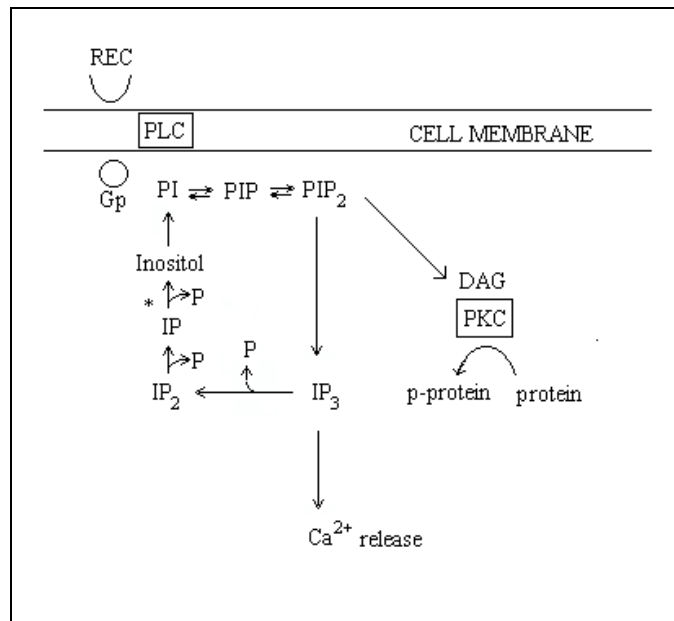 REC
PLC CELL MEMBRANE
Gp PI ⇌ PIP ⇌ PIP₂
Inositol
DAG
* P
IP PKC
P P
IP₂ IP₃ p-protein protein
Ca²⁺ release